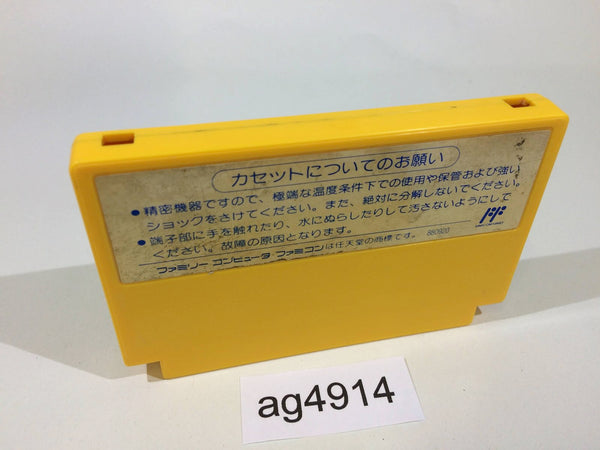 カセットについてのお願い
●精密機器ですので、極端な温度条件下での使用や保管および強い
ショックをさけてください。また、絶対に分解しないでください。
●端子部に手を触れたり、水にぬらしたりして汚さないようにして
ください。故障の原因となります。
ファミリーコンピュータ ファミコンは任天堂の商標です。
ag4914